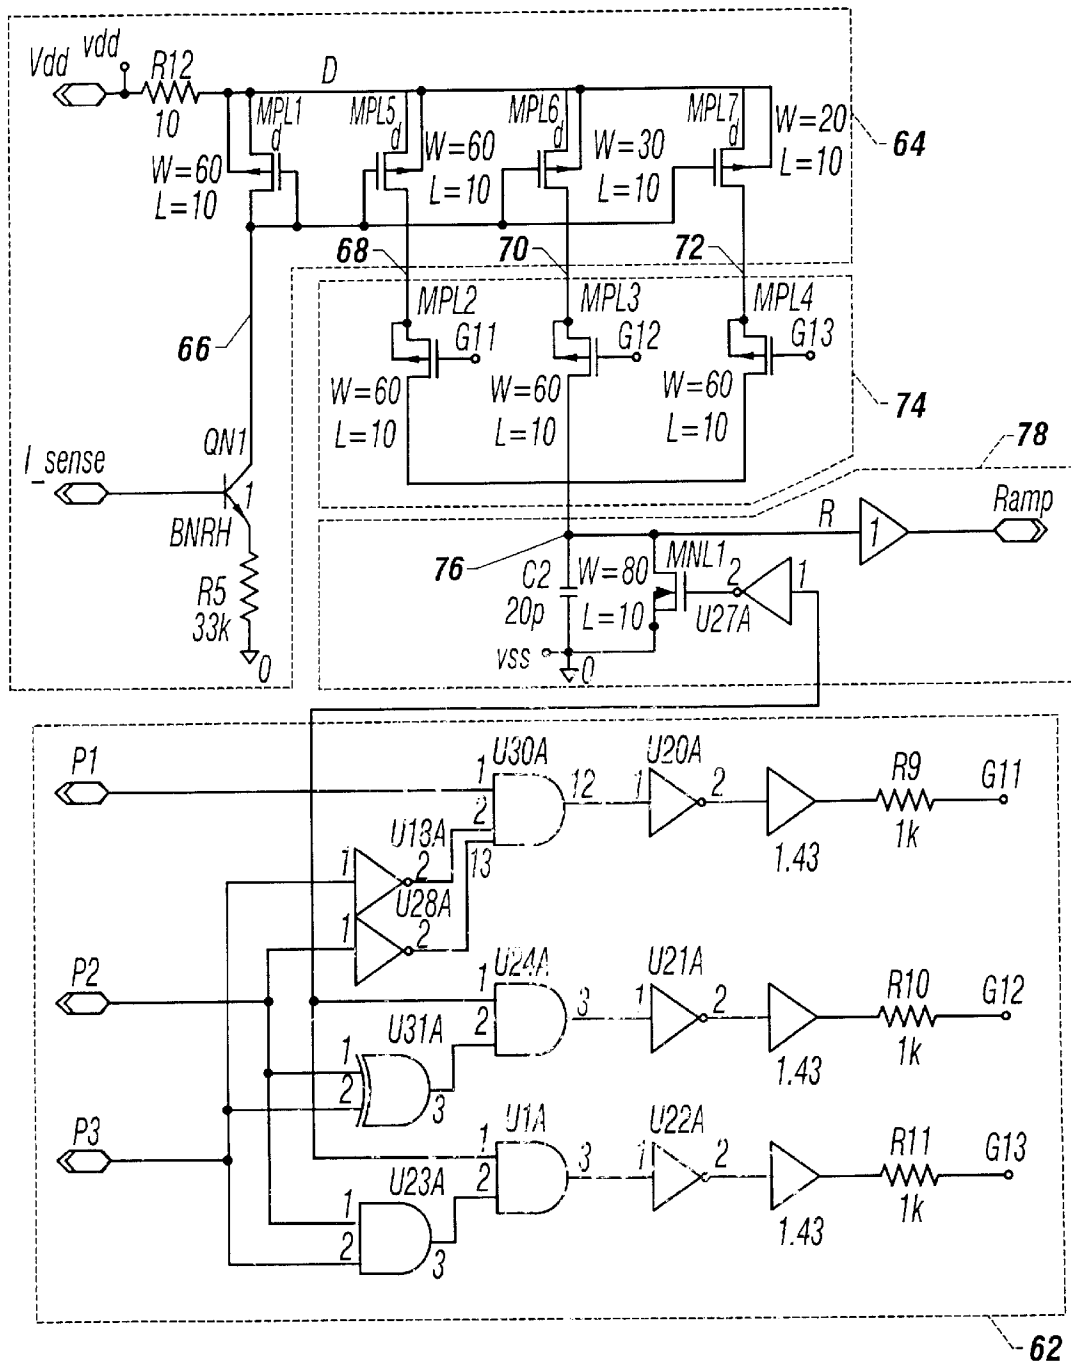 Vdd
vdd
R12
10
D
MPL1
d
W=60
L=10
MPL5
d
W=60
L=10
MPL6
d
W=30
L=10
MPL7
d
W=20
L=10
64
68
70
72
66
MPL2
G11
W=60
L=10
MPL3
G12
W=60
L=10
MPL4
G13
W=60
L=10
74
I_sense
QN1
1
BNRH
R5
33k
0
78
R
1
Ramp
76
C2
20p
W=80
L=10
MNL1
2
1
U27A
vss
0
P1
1
2
13
U30A
12
1
U20A
2
1.43
R9
1k
G11
1
U18A
2
U28A
1
2
P2
1
2
U24A
3
1
U21A
2
1.43
R10
1k
G12
1
2
U31A
3
P3
1
2
U1A
3
1
U22A
2
1.43
R11
1k
G13
1
2
U23A
3
62